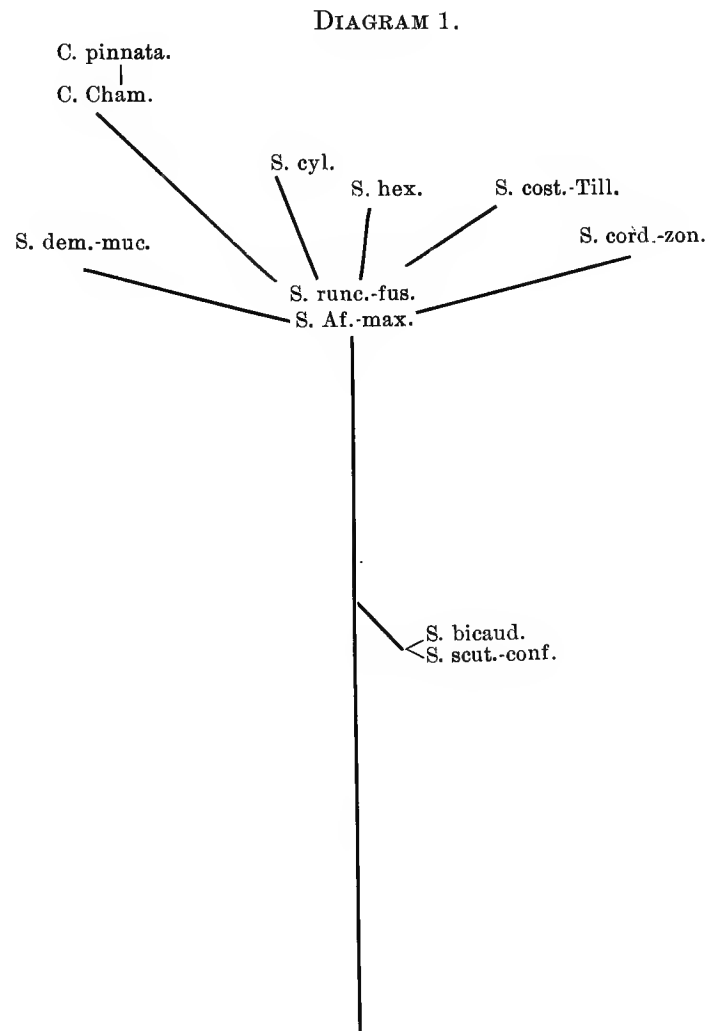 DIAGRAM 1.
C. pinnata.
C. Cham.
S. cyl.
S. hex.
S. cost.-Till.
S. dem.-muc.
S. cord.-zon.
S. runc.-fus.
S. Af.-max.
S. bicaud.
S. scut.-conf.